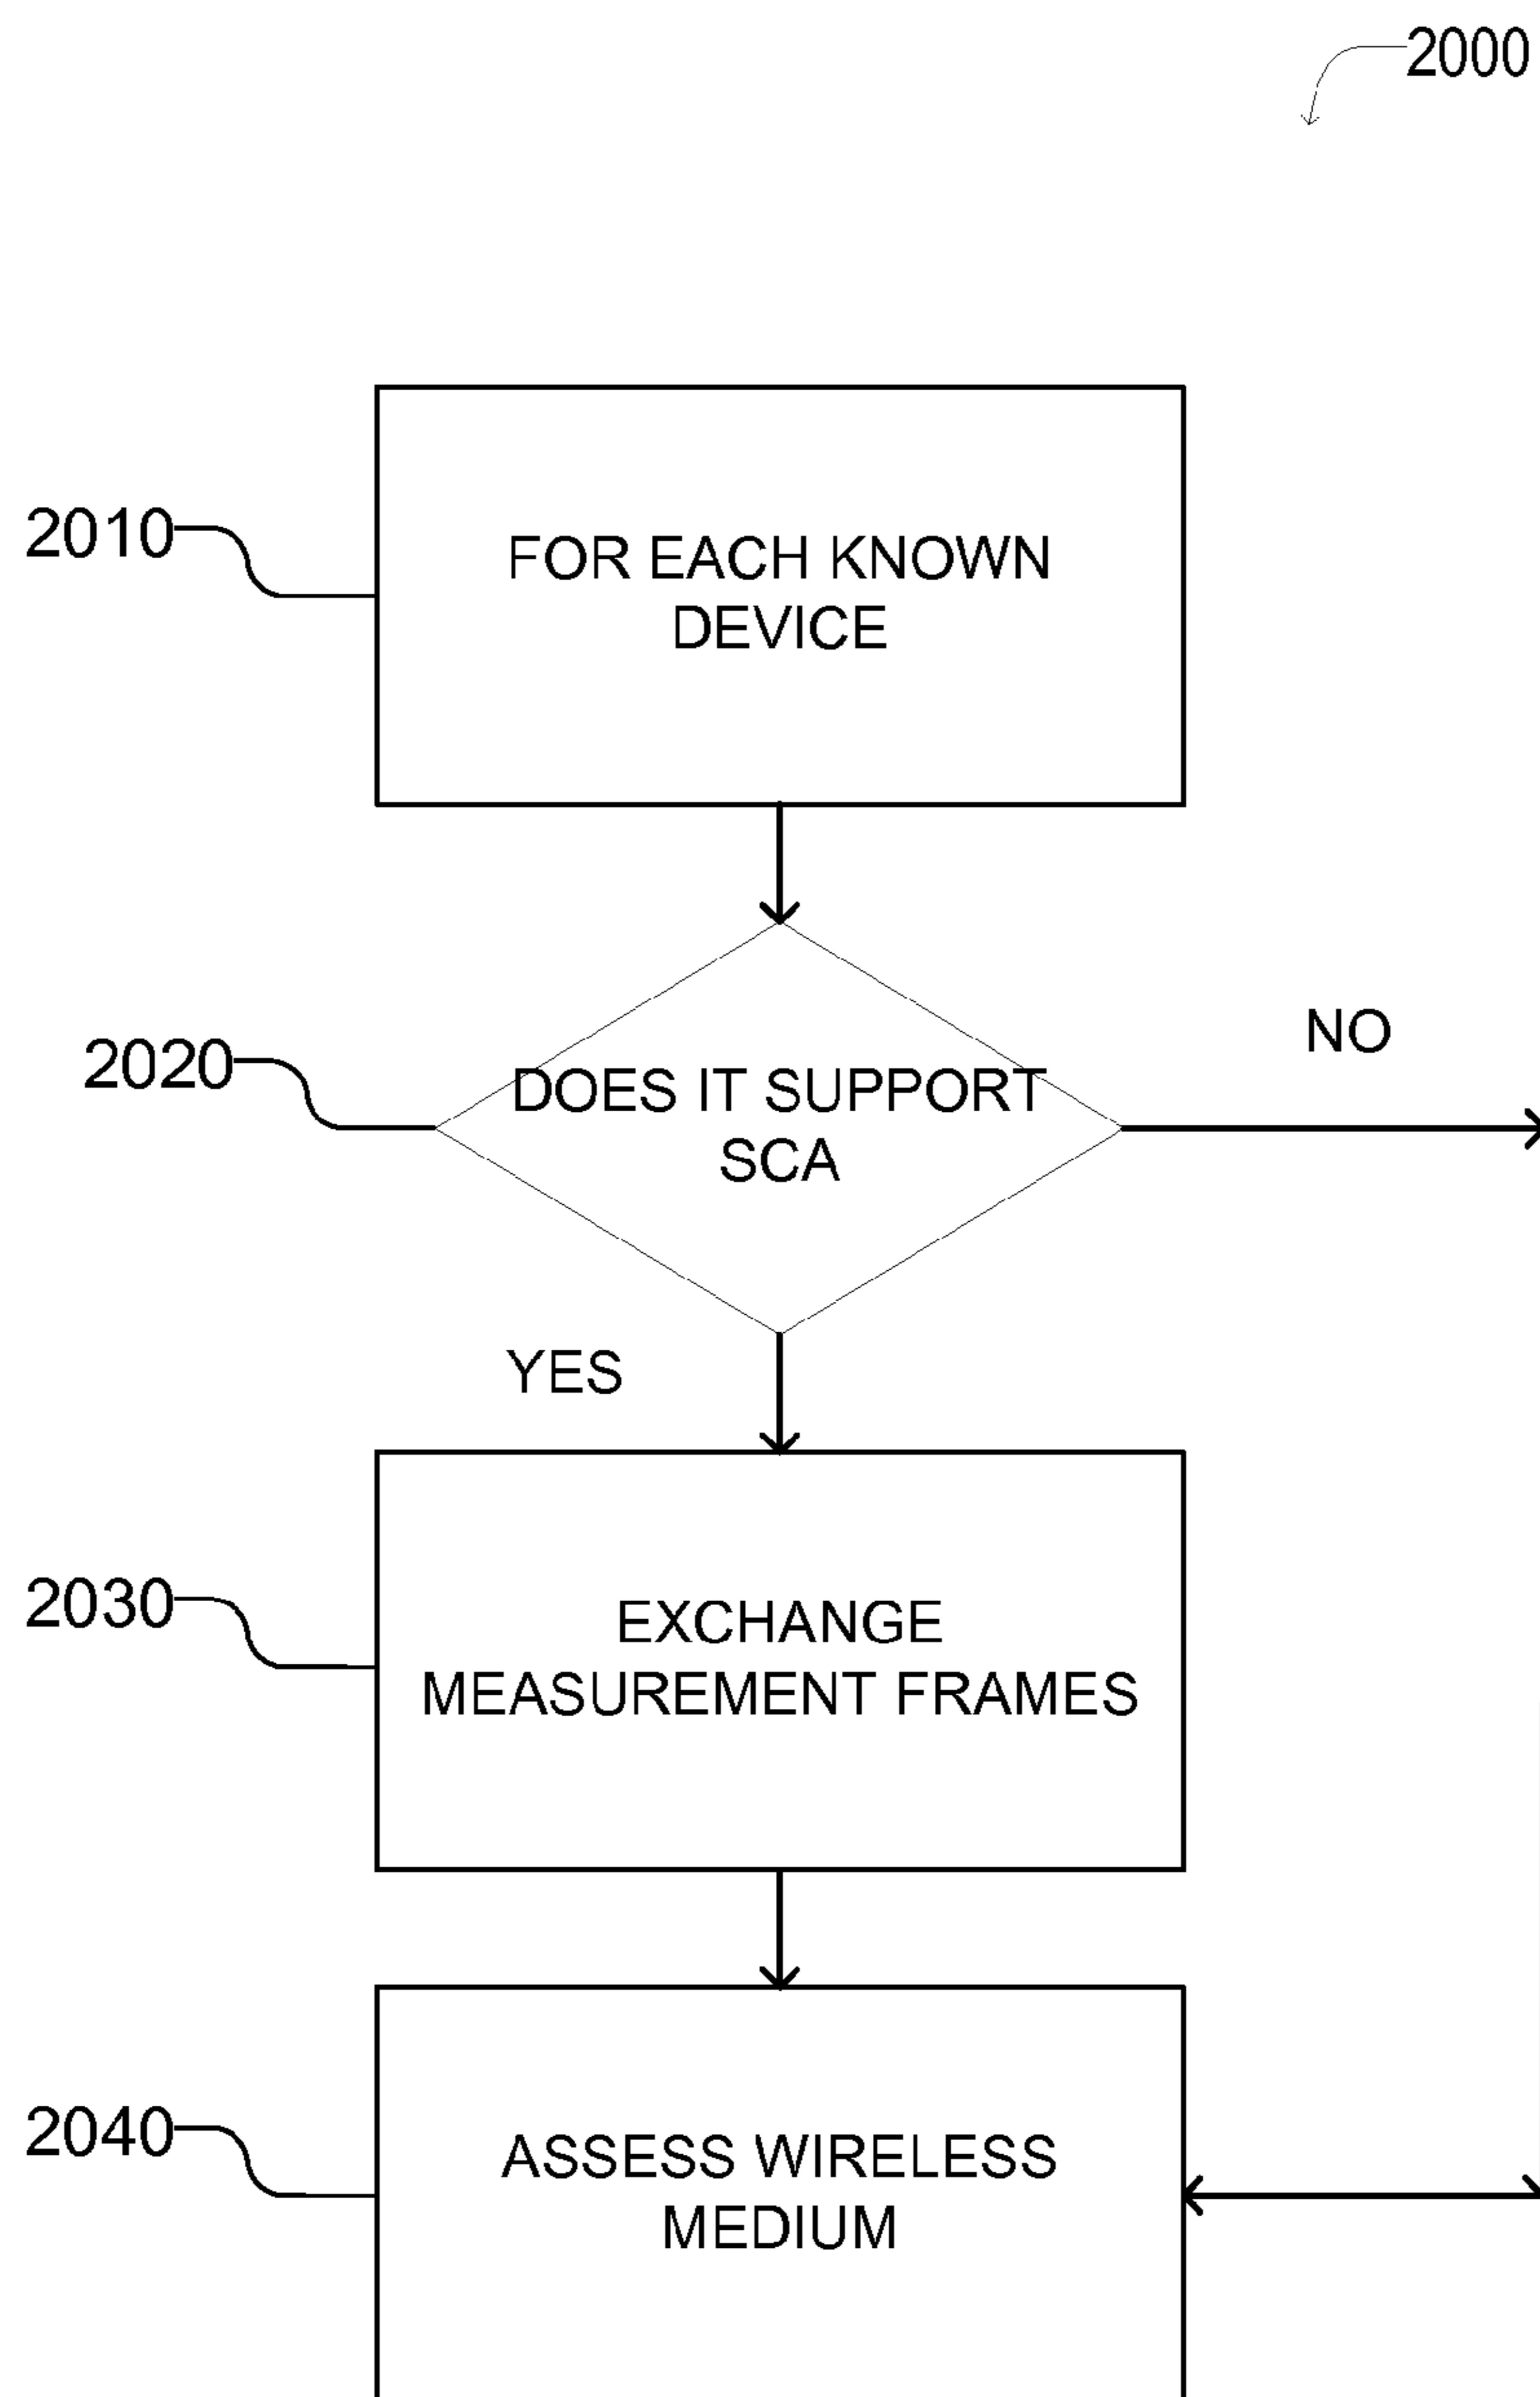 2000
2010
FOR EACH KNOWN
DEVICE
2020
DOES IT SUPPORT
SCA
NO
YES
2030
EXCHANGE
MEASUREMENT FRAMES
2040
ASSESS WIRELESS
MEDIUM